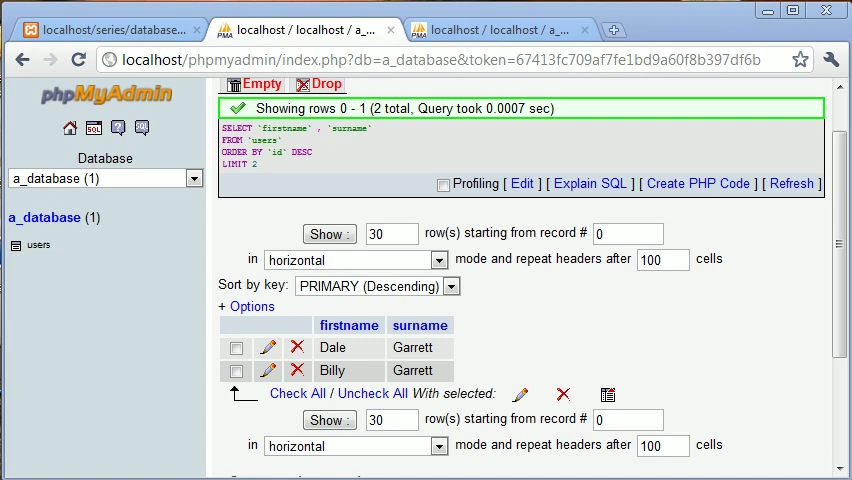 localhost/series/database...
localhost / localhost / a_...
localhost / localhost / a_...
localhost/phpmyadmin/index.php?db=a_database&token=67413fc709af7fe1bd9a60f8b397df6b
phpMyAdmin
Empty Drop
Showing rows 0 - 1 (2 total, Query took 0.0007 sec)
SELECT `firstname` , `surname`
FROM `users`
ORDER BY `id` DESC
LIMIT 2
Profiling [ Edit ] [ Explain SQL ] [ Create PHP Code ] [ Refresh ]
Database
a_database (1)
a_database (1)
users
Show : 30 row(s) starting from record # 0
in horizontal mode and repeat headers after 100 cells
Sort by key: PRIMARY (Descending)
+ Options
firstname surname
Dale Garrett
Billy Garrett
Check All / Uncheck All With selected:
Show : 30 row(s) starting from record # 0
in horizontal mode and repeat headers after 100 cells